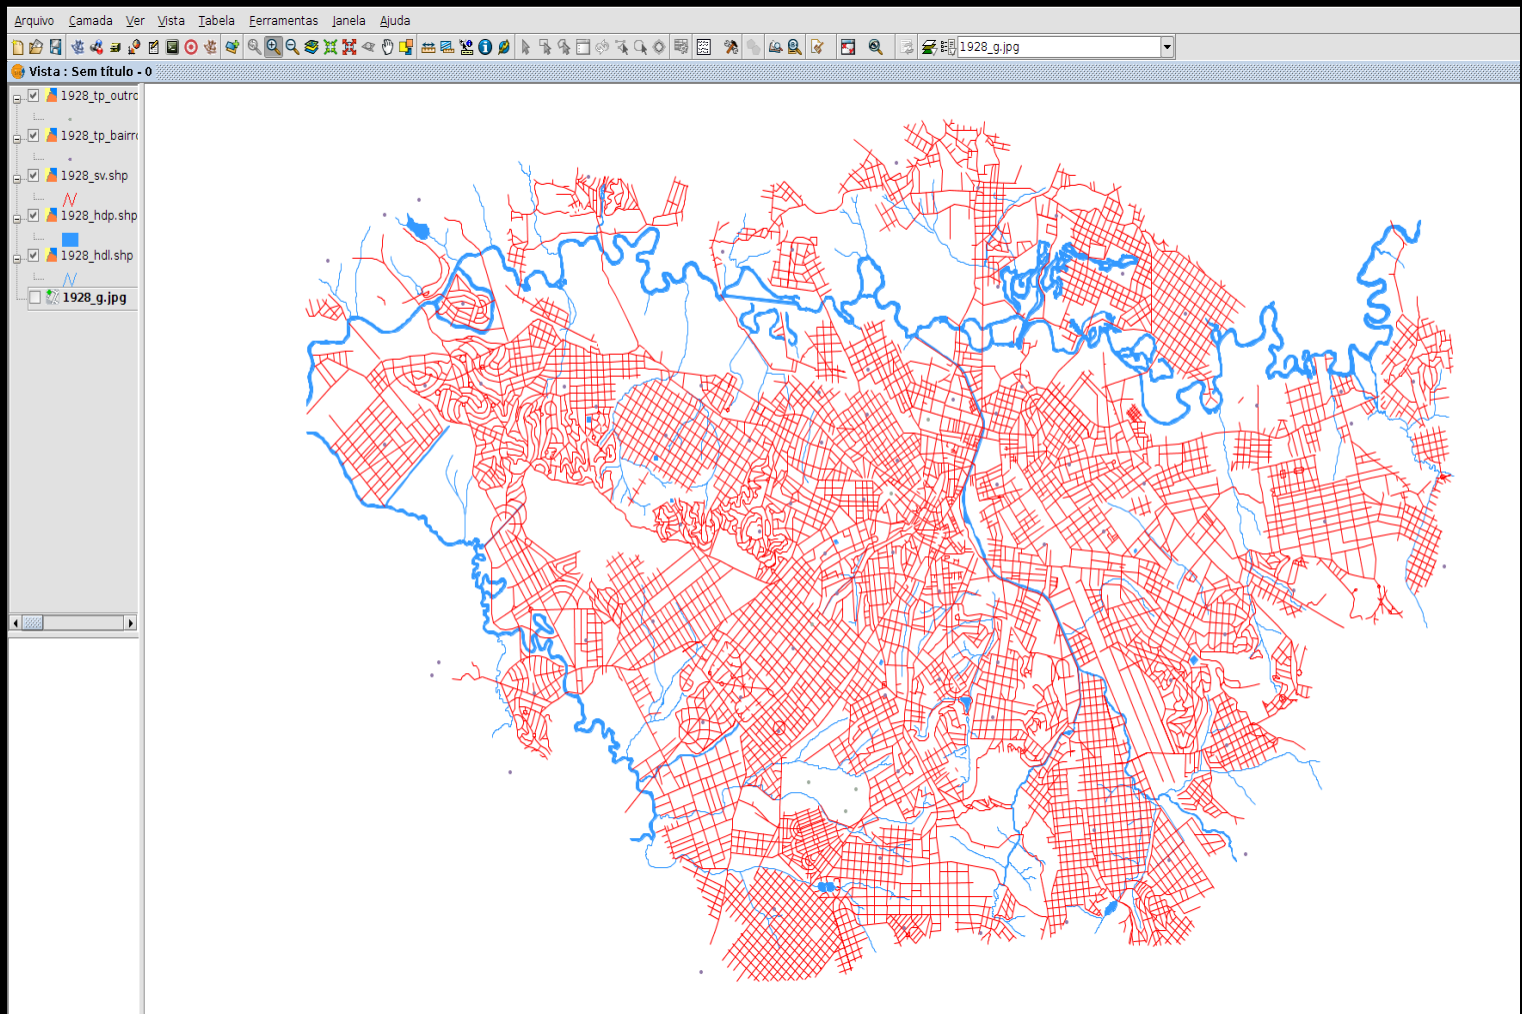 Arquivo Camada Ver Vista Tabela Ferramentas Janela Ajuda
1928_g.jpg
Vista : Sem título - 0
1928_tp_outro
1928_tp_bairro
1928_sv.shp
1928_hdp.shp
1928_hdl.shp
1928_g.jpg